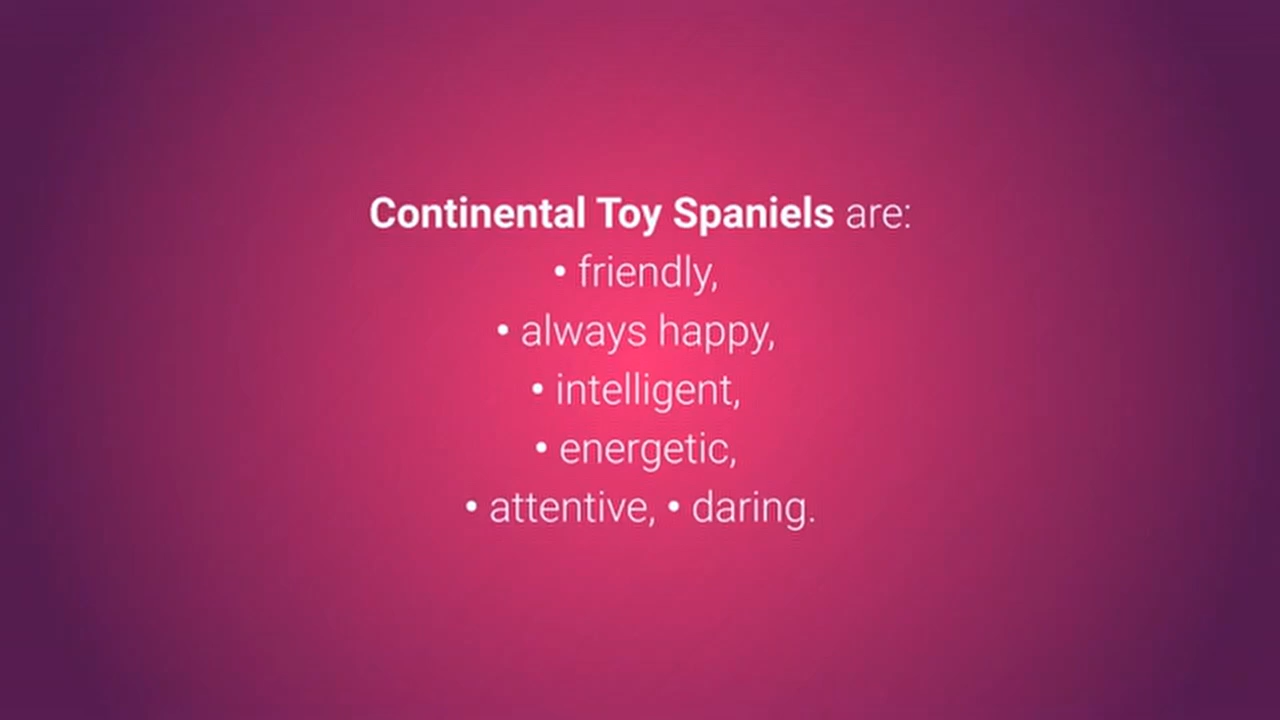 Continental Toy Spaniels are:
• friendly,
• always happy,
• intelligent,
• energetic,
• attentive, • daring.